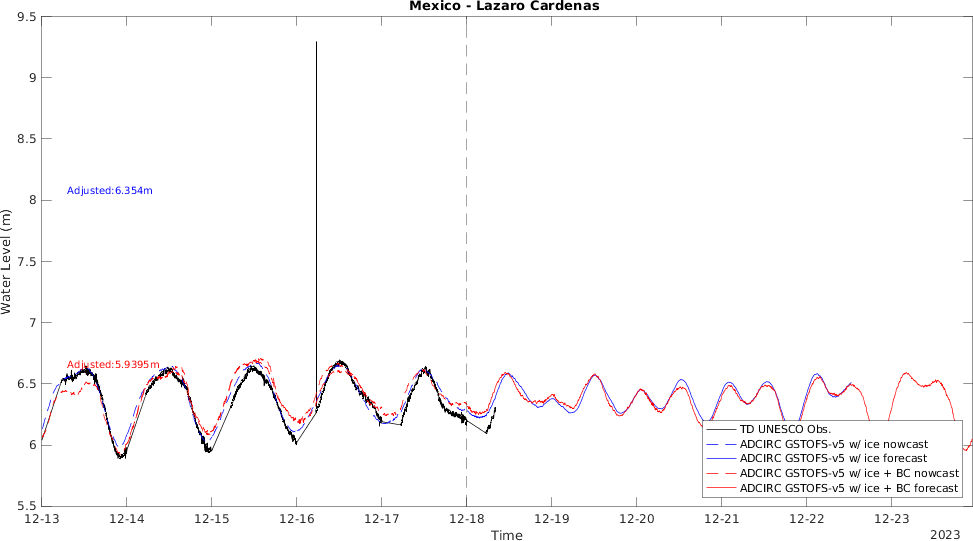 Mexico - Lazaro Cardenas
9.5
9
8.5
8
7.5
7
6.5
6
5.5
Water Level (m)
Adjusted:6.354m
Adjusted:5.9395m
TD UNESCO Obs.
ADCIRC GSTOFS-v5 w/ ice nowcast
ADCIRC GSTOFS-v5 w/ ice forecast
ADCIRC GSTOFS-v5 w/ ice + BC nowcast
ADCIRC GSTOFS-v5 w/ ice + BC forecast
12-13 12-14 12-15 12-16 12-17 12-18 12-19 12-20 12-21 12-22 12-23
Time
2023